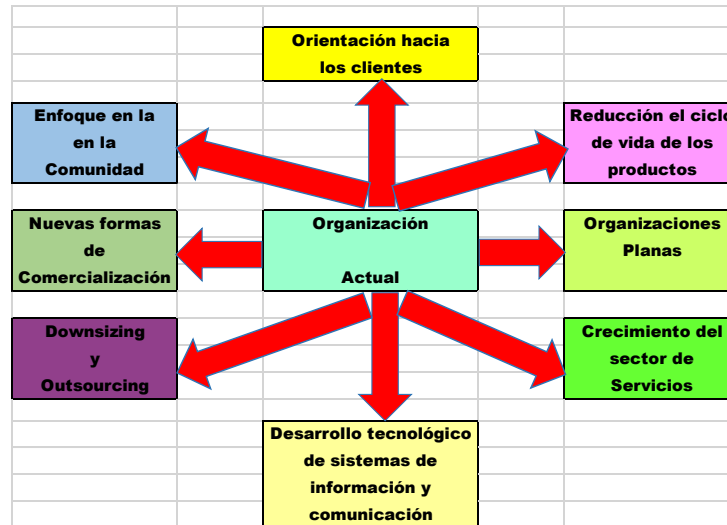 Orientación hacia
los clientes
Enfoque en la
en la
Comunidad
Reducción el ciclo
de vida de los
productos
Nuevas formas
de
Comercialización
Organización
Actual
Organizaciones
Planas
Downsizing
y
Outsourcing
Crecimiento del
sector de
Servicios
Desarrollo tecnológico
de sistemas de
información y
comunicación